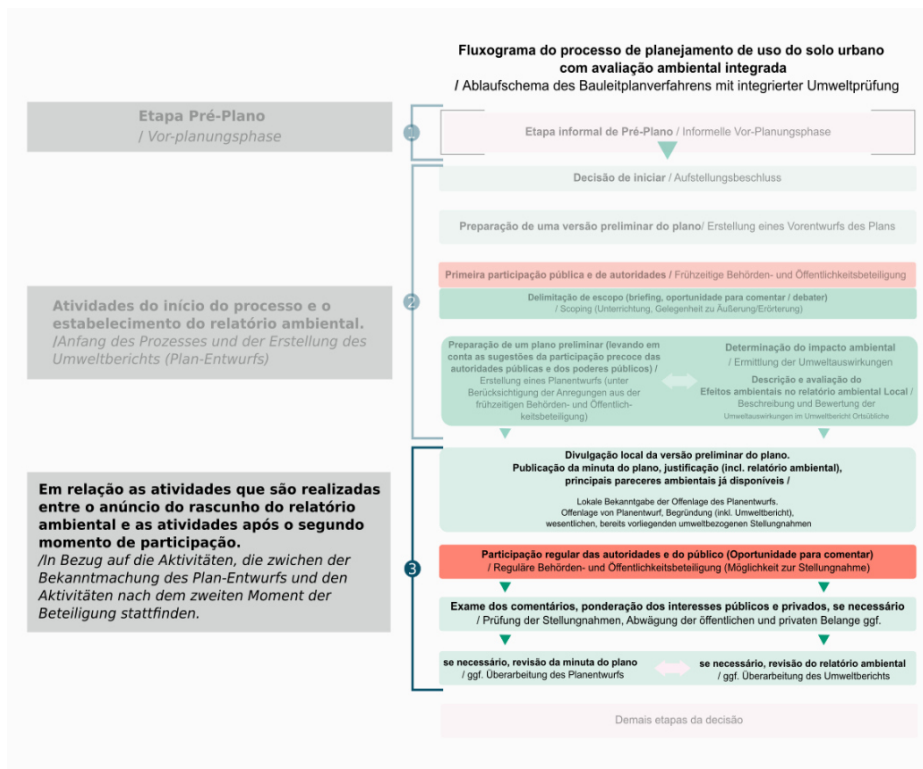 Fluxograma do processo de planejamento de uso do solo urbano
com avaliação ambiental integrada
/ Ablaufschema des Bauleitplanverfahrens mit integrierter Umweltprüfung
Etapa Pré-Plano
/ Vor-planungsphase
1
Etapa informal de Pré-Plano / Informelle Vor-Planungsphase
Decisão de iniciar / Aufstellungsbeschluss
Preparação de uma versão preliminar do plano/ Erstellung eines Vorentwurfs des Plans
Primeira participação pública e de autoridades / Frühzeitige Behörden- und Öffentlichkeitsbeteiligung
Atividades do início do processo e o
estabelecimento do relatório ambiental.
/Anfang des Prozesses und der Erstellung des
Umweltberichts (Plan-Entwurfs)
2
Delimitação de escopo (briefing, oportunidade para comentar / debater)
/ Scoping (Unterrichtung, Gelegenheit zu Äußerung/Erörterung)
Preparação de um plano preliminar (levando em
conta as sugestões da participação precoce das
autoridades públicas e dos poderes públicos) /
Erstellung eines Planentwurfs (unter
Berücksichtigung der Anregungen aus der
frühzeitigen Behörden- und Öffentlich-
keitsbeteiligung)
Determinação do impacto ambiental
/ Ermittlung der Umweltauswirkungen
Descrição e avaliação do
Efeitos ambientais no relatório ambiental Local /
Beschreibung und Bewertung der
Umweltauswirkungen im Umweltbericht Ortsübliche
Divulgação local da versão preliminar do plano.
Publicação da minuta do plano, justificação (incl. relatório ambiental),
principais pareceres ambientais já disponíveis /
Lokale Bekanntgabe der Offenlage des Planentwurfs.
Offenlage von Planentwurf, Begründung (inkl. Umweltbericht),
wesentlichen, bereits vorliegenden umweltbezogenen Stellungnahmen
Em relação as atividades que são realizadas
entre o anúncio do rascunho do relatório
ambiental e as atividades após o segundo
momento de participação.
/In Bezug auf die Aktivitäten, die zwichen der
Bekanntmachung des Plan-Entwurfs und den
Aktivitäten nach dem zweiten Moment der
Beteiligung stattfinden.
3
Participação regular das autoridades e do público (Oportunidade para comentar)
/ Reguläre Behörden- und Öffentlichkeitsbeteiligung (Möglichkeit zur Stellungnahme)
Exame dos comentários, ponderação dos interesses públicos e privados, se necessário
/ Prüfung der Stellungnahmen, Abwägung der öffentlichen und privaten Belange ggf.
se necessário, revisão da minuta do plano
/ ggf. Überarbeitung des Planentwurfs
se necessário, revisão do relatório ambiental
/ ggf. Überarbeitung des Umweltberichts
Demais etapas da decisão